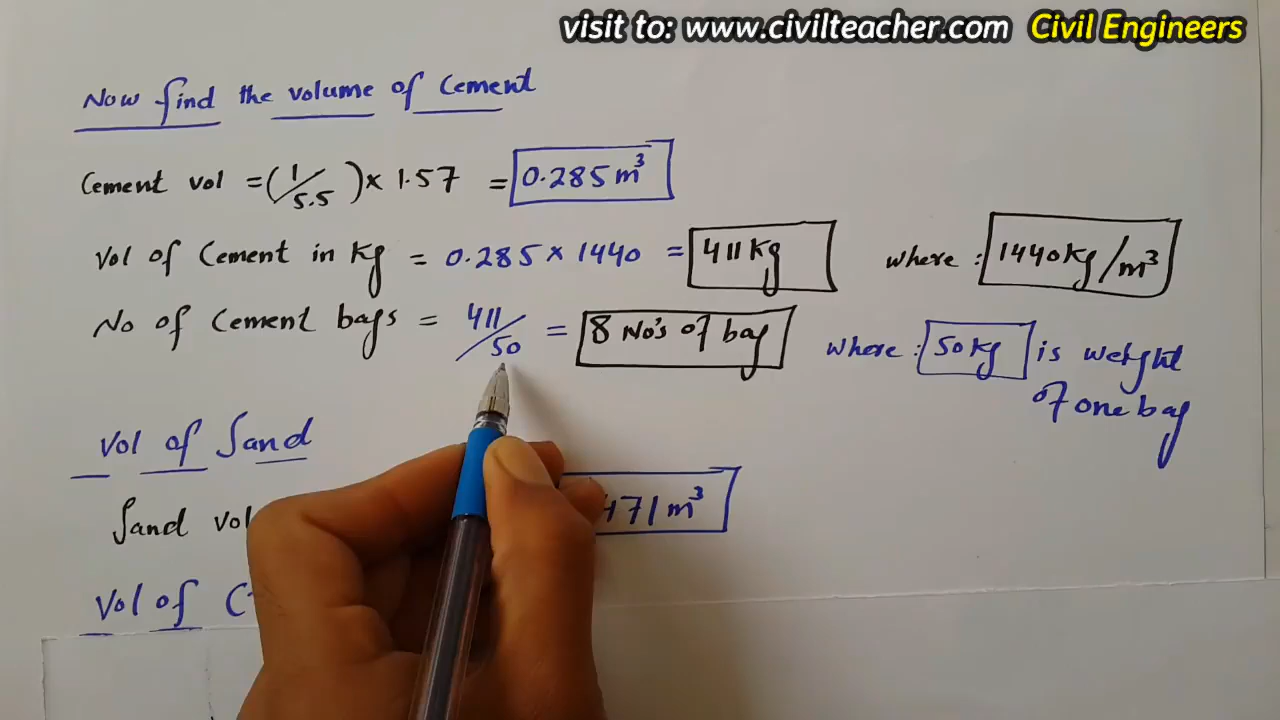 visit to: www.civilteacher.com Civil Engineers
Now find the volume of Cement
Cement vol = (1/5.5) × 1.57 = 0.285 m³
Vol of Cement in Kg = 0.285 × 1440 = 411 Kg where: 1440 Kg/m³
No of Cement bags = 411/50 = 8 No's of bag where: 50 Kg is weight of one bag
Vol of Sand
Sand vol 471 m³
Vol of